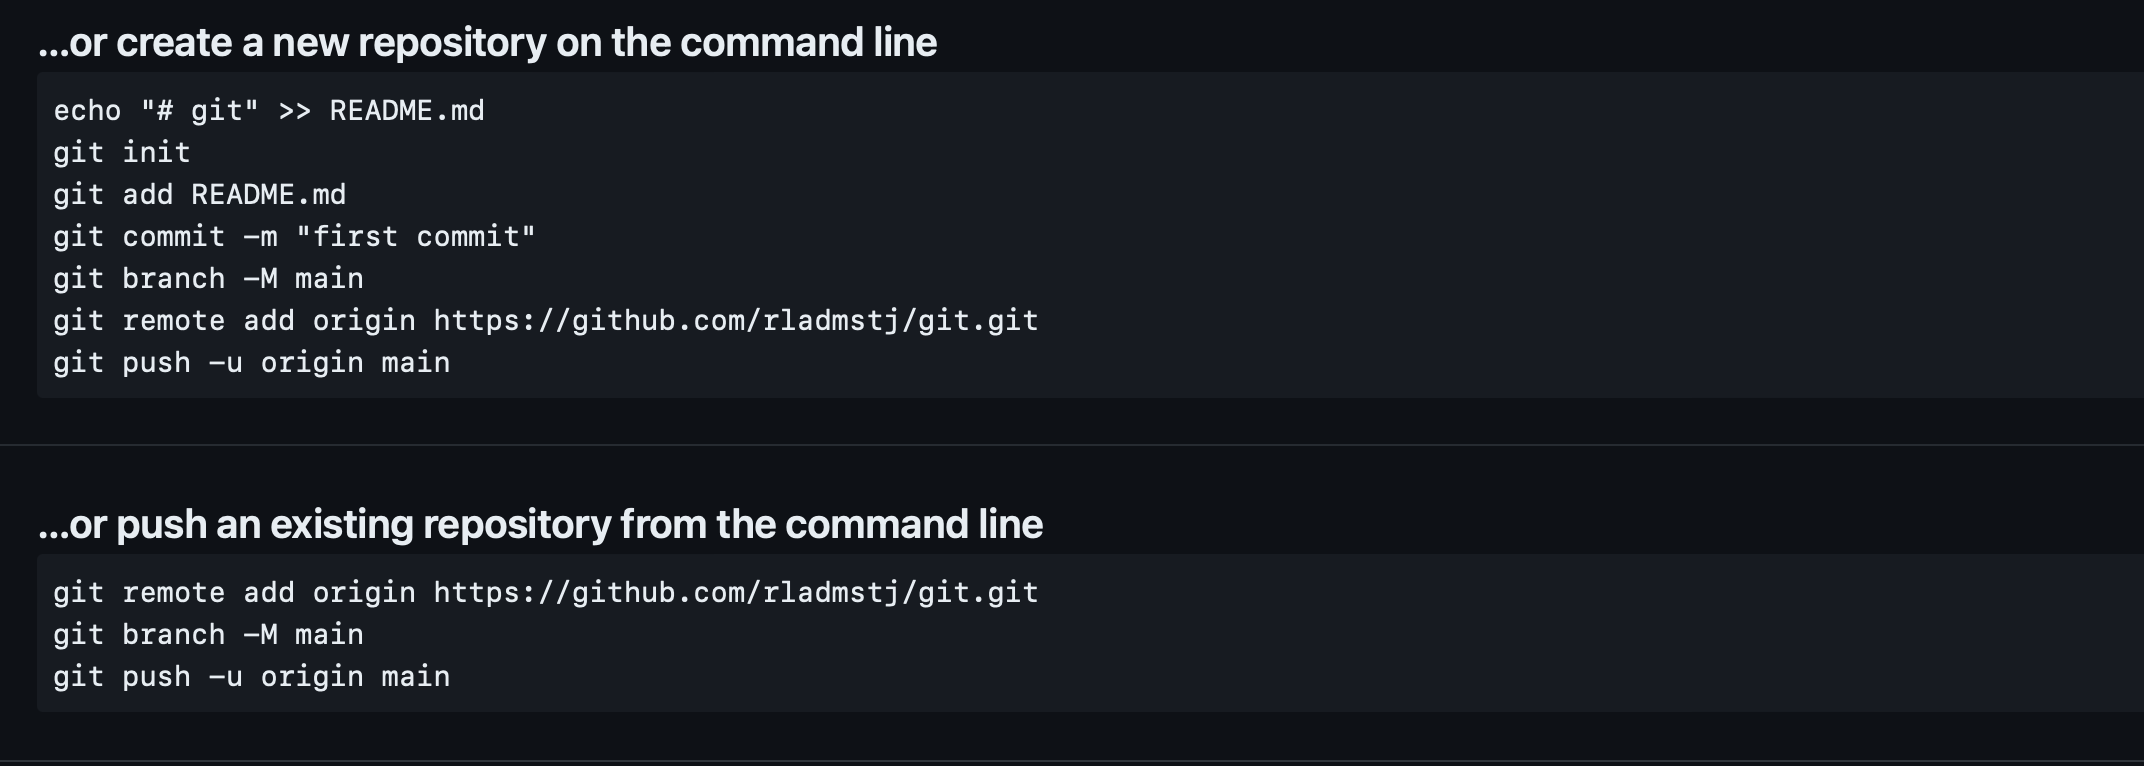 ...or create a new repository on the command line
echo "# git" >> README.md
git init
git add README.md
git commit -m "first commit"
git branch -M main
git remote add origin https://github.com/rladmstj/git.git
git push -u origin main
...or push an existing repository from the command line
git remote add origin https://github.com/rladmstj/git.git
git branch -M main
git push -u origin main